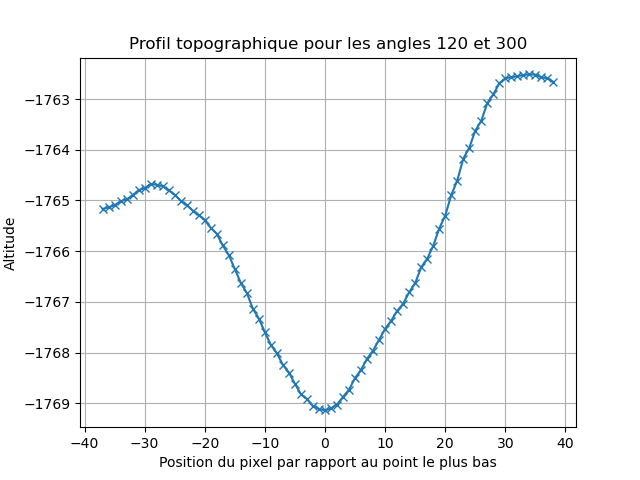 Profil topographique pour les angles 120 et 300
Altitude
−1763
−1764
−1765
−1766
−1767
−1768
−1769
−40 −30 −20 −10 0 10 20 30 40
Position du pixel par rapport au point le plus bas